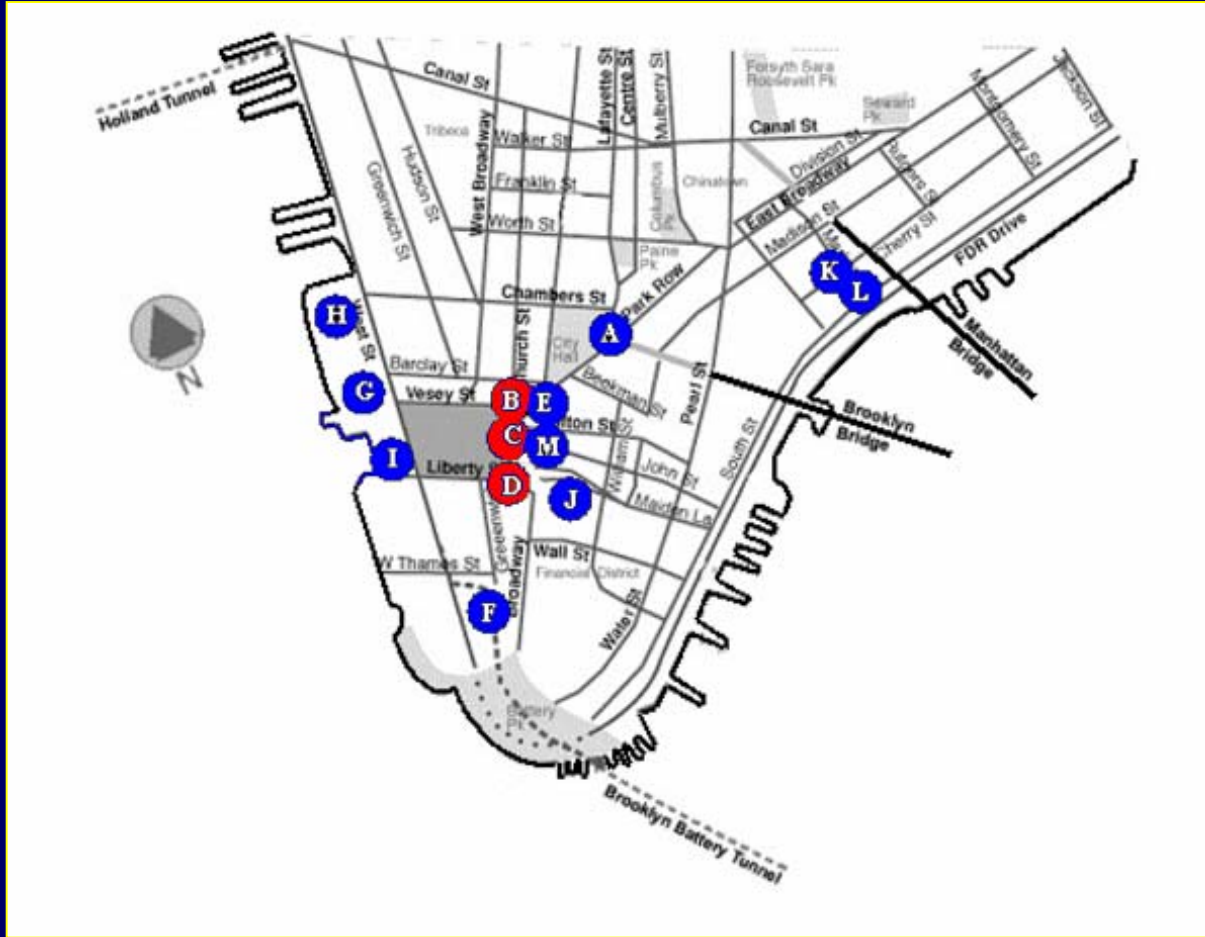 Holland Tunnel
Canal St
Tribeca
Walker St
Franklin St
Worth St
West Broadway
Hudson St
Greenwich St
Lafayette St
Centre St
Mulberry St
Columbus
Pk
Chinatown
Forsyth Sara
Roosevelt Pk
Seward
Pk
Canal St
Division St
East Broadway
Madison St
Rutgers St
Montgomery St
Jackson St
Cherry St
FDR Drive
Paine
Pk
Park Row
Chambers St
City
Hall
Church St
West St
Barclay St
Vesey St
Liberty
Beekman St
Pearl St
William St
John St
Maiden La
South St
Manhattan
Bridge
Brooklyn
Bridge
W Thames St
Broadway
Wall St
Financial District
Water St
Battery
Pk
Brooklyn Battery Tunnel
N
A
B
C
D
E
F
G
H
I
J
K
L
M